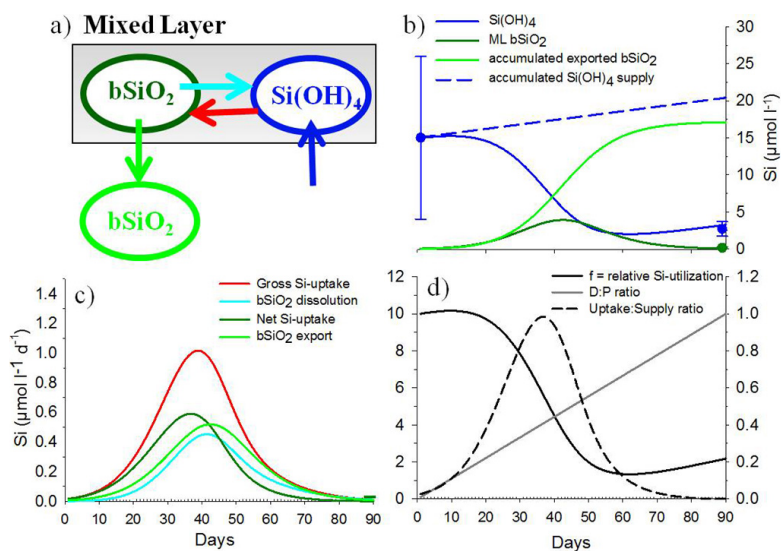 a) Mixed Layer
bSiO2
Si(OH)4
bSiO2
b)
Si(OH)4
ML bSiO2
accumulated exported bSiO2
accumulated Si(OH)4 supply
30
25
20
15
10
5
0
Si (μmol l-1)
c)
Gross Si-uptake
bSiO2 dissolution
Net Si-uptake
bSiO2 export
1.4
1.2
1.0
0.8
0.6
0.4
0.2
0.0
Si (μmol l-1 d-1)
0 10 20 30 40 50 60 70 80 90
Days
d)
f = relative Si-utilization
D:P ratio
Uptake:Supply ratio
12
10
8
6
4
2
0
1.2
1.0
0.8
0.6
0.4
0.2
0.0
0 10 20 30 40 50 60 70 80 90
Days